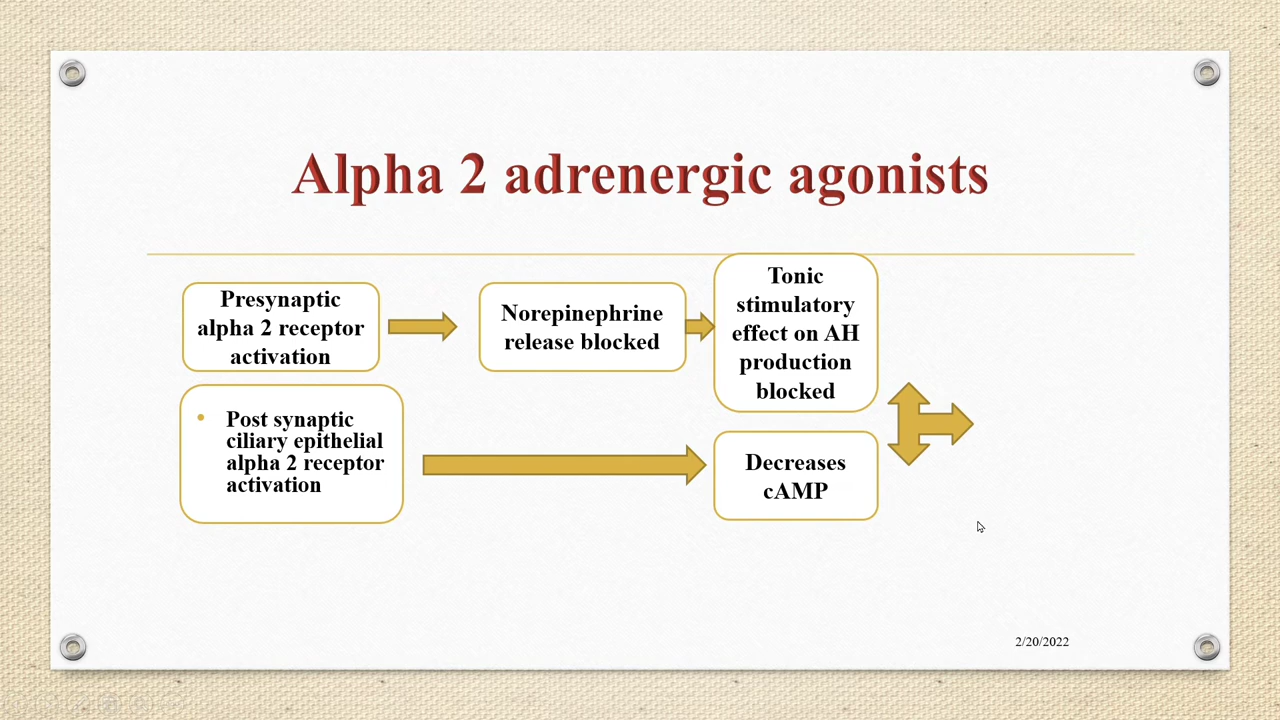 Alpha 2 adrenergic agonists
Presynaptic
alpha 2 receptor
activation
Norepinephrine
release blocked
Tonic
stimulatory
effect on AH
production
blocked
• Post synaptic
ciliary epithelial
alpha 2 receptor
activation
Decreases
cAMP
2/20/2022